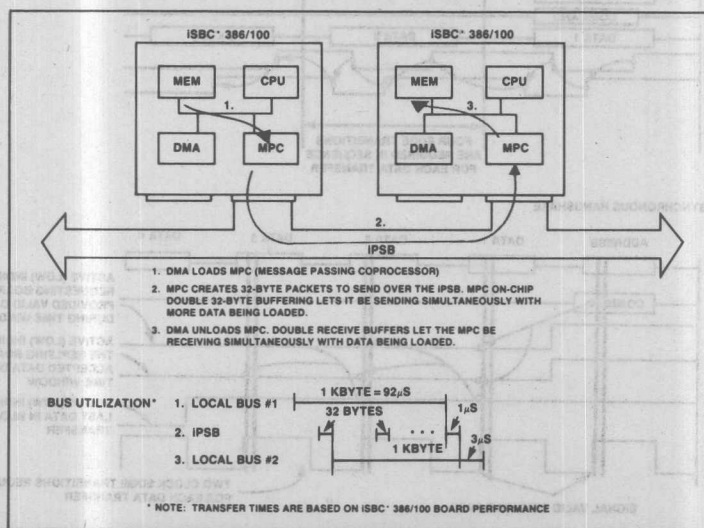 iSBC* 386/100
iSBC* 386/100
MEM
CPU
MEM
CPU
1.
3.
DMA
MPC
DMA
MPC
2.
iPSB
1. DMA LOADS MPC (MESSAGE PASSING COPROCESSOR)
2. MPC CREATES 32-BYTE PACKETS TO SEND OVER THE iPSB. MPC ON-CHIP
DOUBLE 32-BYTE BUFFERING LETS IT BE SENDING SIMULTANEOUSLY WITH
MORE DATA BEING LOADED.
3. DMA UNLOADS MPC. DOUBLE RECEIVE BUFFERS LET THE MPC BE
RECEIVING SIMULTANEOUSLY WITH DATA BEING LOADED.
1 KBYTE = 92µS
BUS UTILIZATION* 1. LOCAL BUS #1
32 BYTES
1µS
2. iPSB
1 KBYTE
3µS
3. LOCAL BUS #2
* NOTE: TRANSFER TIMES ARE BASED ON iSBC* 386/100 BOARD PERFORMANCE